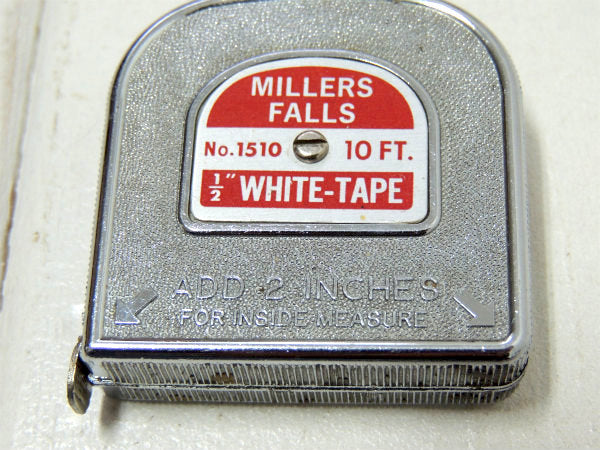 MILLERS
FALLS
No.1510 10 FT.
1/2" WHITE-TAPE
ADD 2 INCHES
FOR INSIDE MEASURE